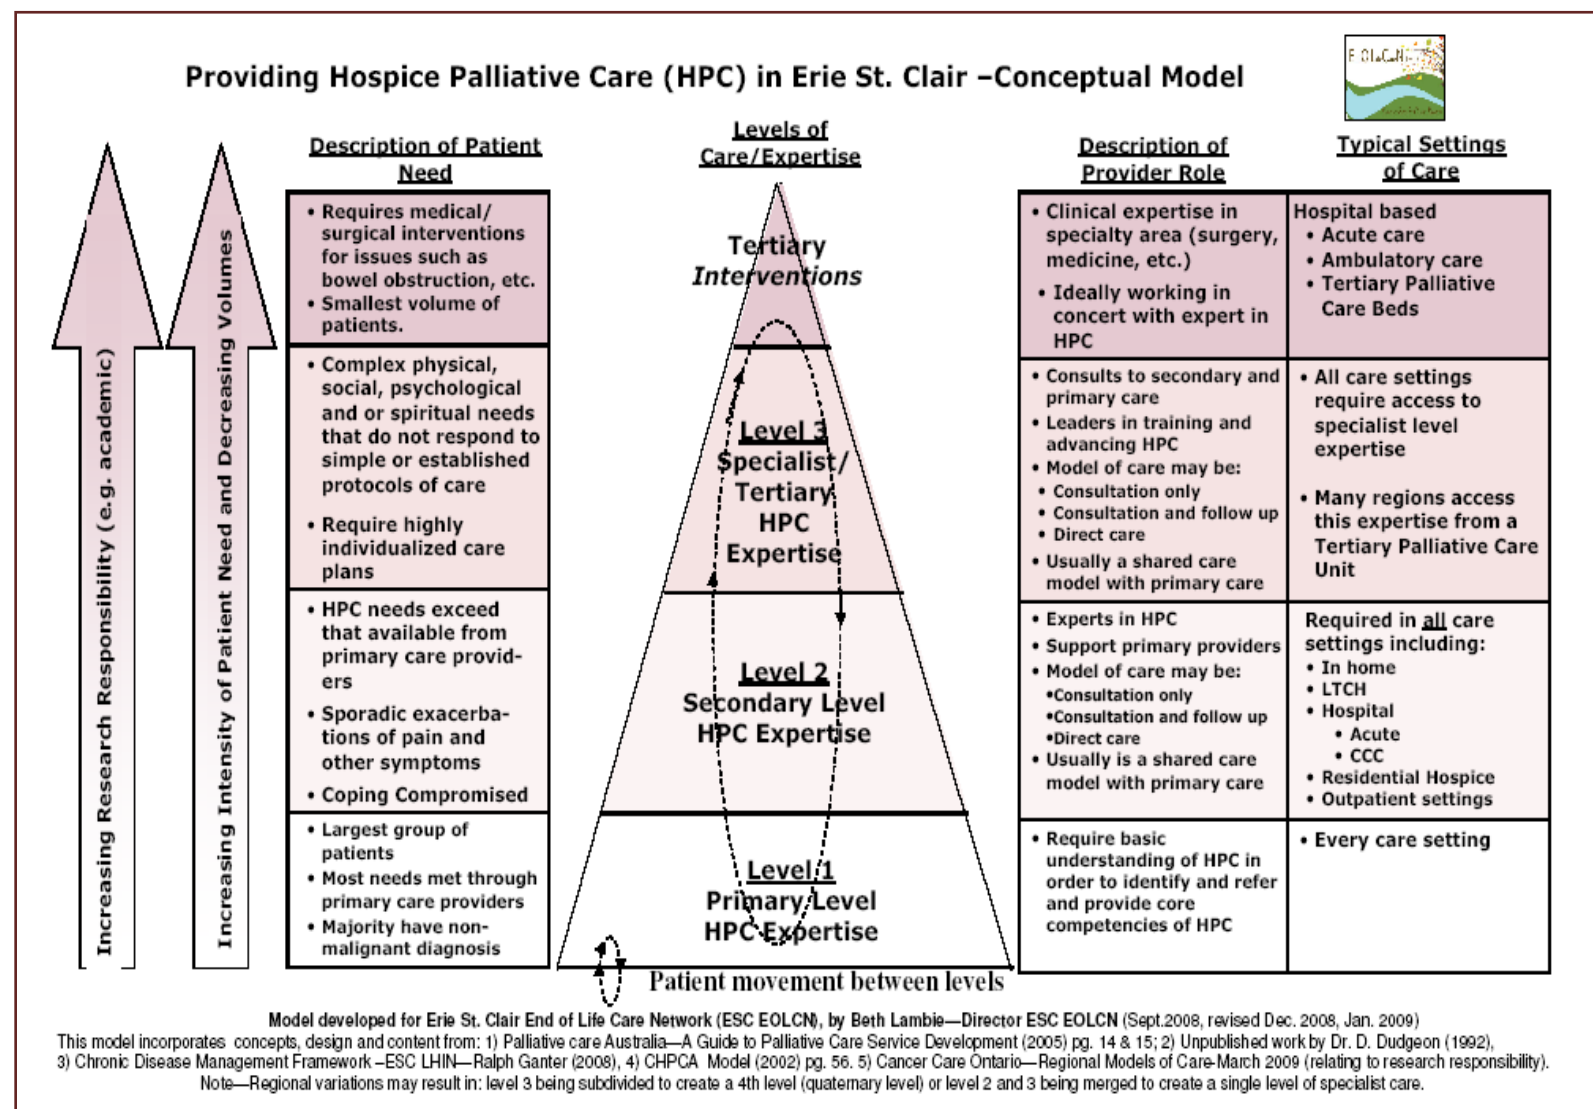 Providing Hospice Palliative Care (HPC) in Erie St. Clair –Conceptual Model
Increasing Research Responsibility (e.g. academic)
Increasing Intensity of Patient Need and Decreasing Volumes
Description of Patient
Need
• Requires medical/
surgical interventions
for issues such as
bowel obstruction, etc.
• Smallest volume of
patients.
• Complex physical,
social, psychological
and or spiritual needs
that do not respond to
simple or established
protocols of care
• Require highly
individualized care
plans
• HPC needs exceed
that available from
primary care provid-
ers
• Sporadic exacerba-
tions of pain and
other symptoms
• Coping Compromised
• Largest group of
patients
• Most needs met through
primary care providers
• Majority have non-
malignant diagnosis
Levels of
Care/Expertise
Tertiary
Interventions
Level 3
Specialist/
Tertiary
HPC
Expertise
Level 2
Secondary Level
HPC Expertise
Level 1
Primary Level
HPC Expertise
Patient movement between levels
Description of
Provider Role
• Clinical expertise in
specialty area (surgery,
medicine, etc.)
• Ideally working in
concert with expert in
HPC
• Consults to secondary and
primary care
• Leaders in training and
advancing HPC
• Model of care may be:
• Consultation only
• Consultation and follow up
• Direct care
• Usually a shared care
model with primary care
• Experts in HPC
• Support primary providers
• Model of care may be:
•Consultation only
•Consultation and follow up
•Direct care
• Usually is a shared care
model with primary care
• Require basic
understanding of HPC in
order to identify and refer
and provide core
competencies of HPC
Typical Settings
of Care
Hospital based
• Acute care
• Ambulatory care
• Tertiary Palliative
Care Beds
• All care settings
require access to
specialist level
expertise
• Many regions access
this expertise from a
Tertiary Palliative Care
Unit
Required in all care
settings including:
• In home
• LTCH
• Hospital
• Acute
• CCC
• Residential Hospice
• Outpatient settings
• Every care setting
Model developed for Erie St. Clair End of Life Care Network (ESC EOLCN), by Beth Lambie—Director ESC EOLCN (Sept.2008, revised Dec. 2008, Jan. 2009)
This model incorporates concepts, design and content from: 1) Palliative care Australia—A Guide to Palliative Care Service Development (2005) pg. 14 & 15; 2) Unpublished work by Dr. D. Dudgeon (1992),
3) Chronic Disease Management Framework –ESC LHIN—Ralph Ganter (2008), 4) CHPCA Model (2002) pg. 56. 5) Cancer Care Ontario—Regional Models of Care-March 2009 (relating to research responsibility).
Note—Regional variations may result in: level 3 being subdivided to create a 4th level (quaternary level) or level 2 and 3 being merged to create a single level of specialist care.